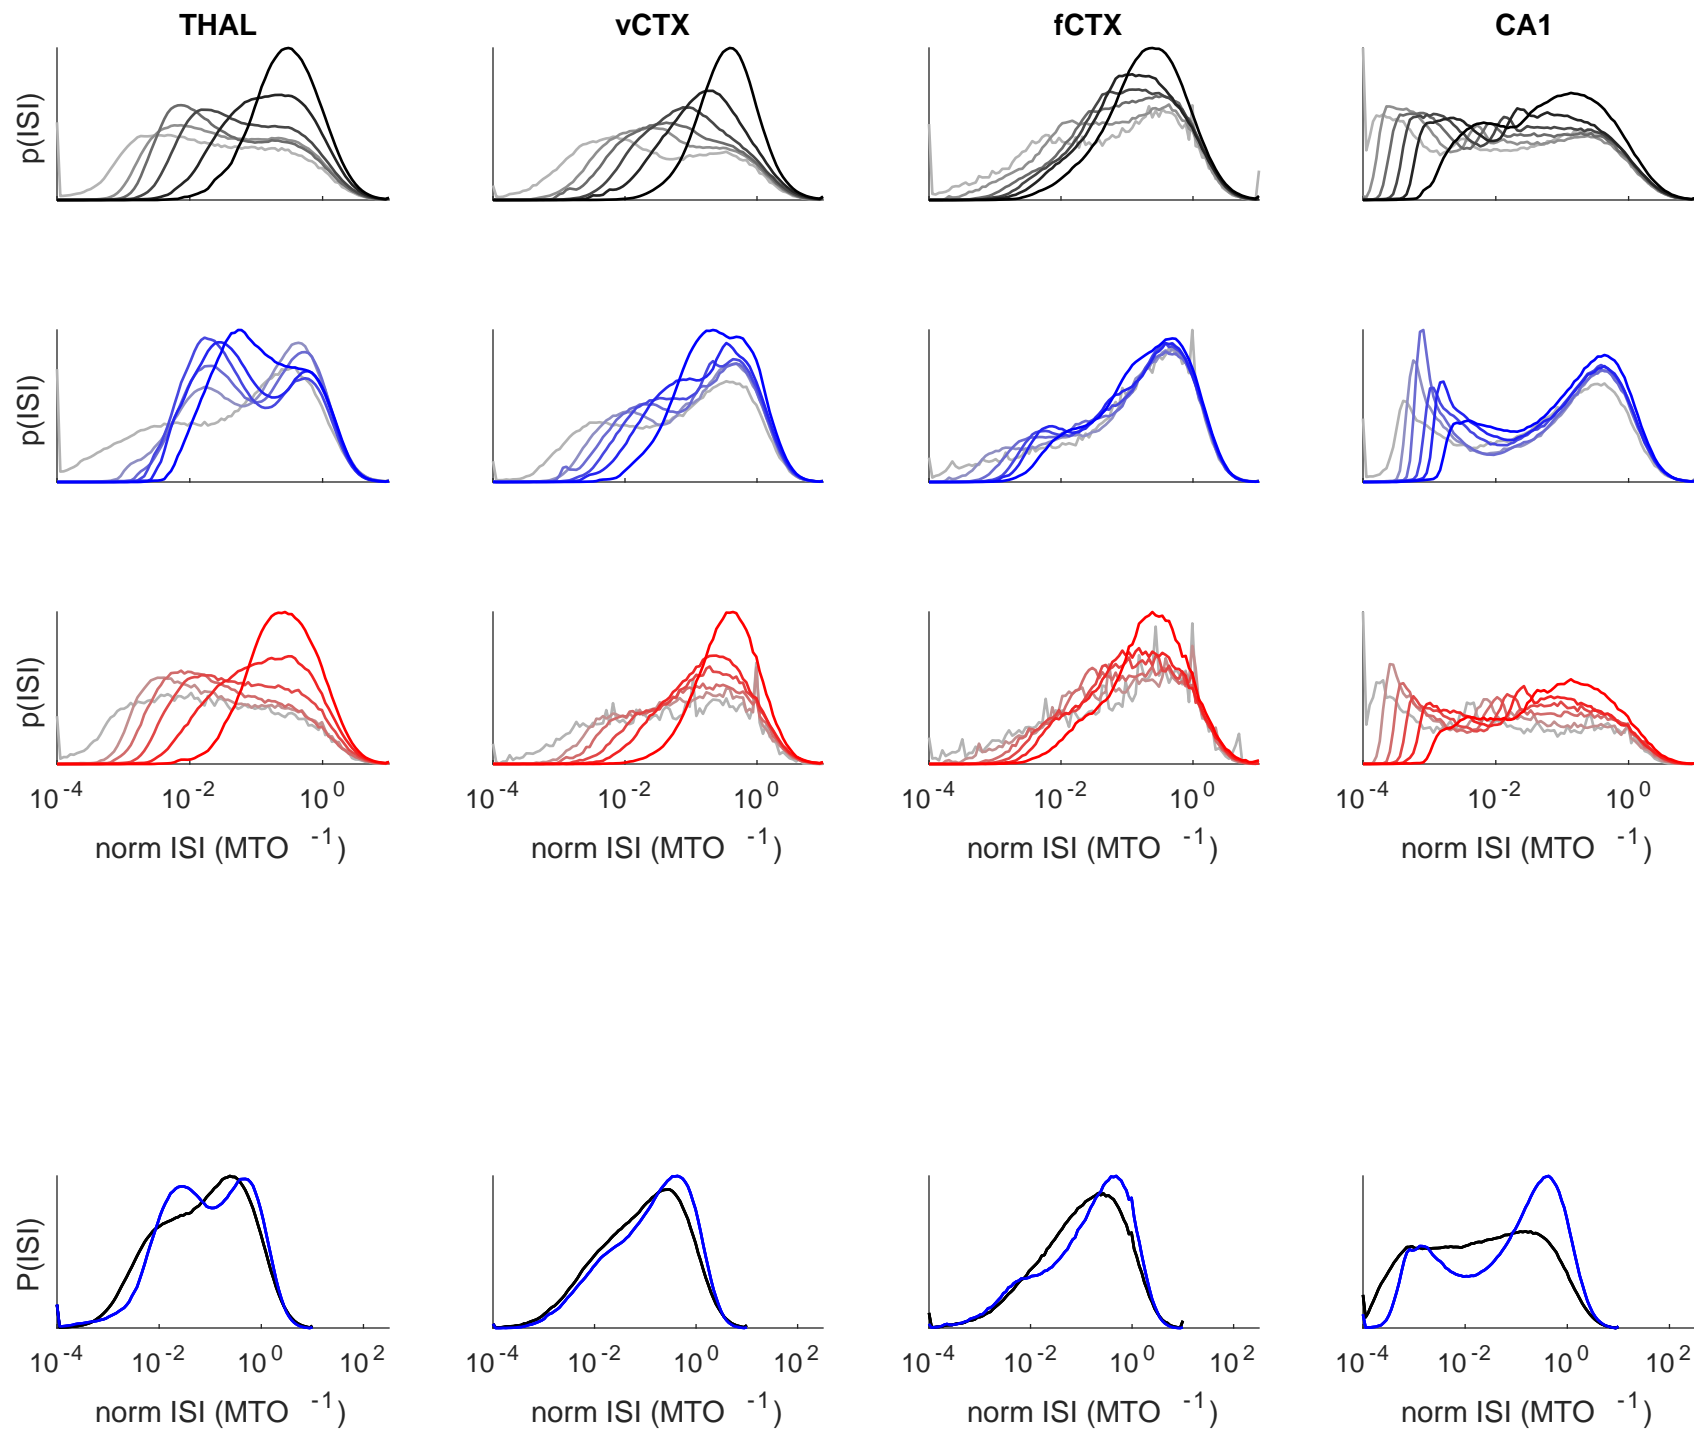 THAL vCTX fCTX CA1
p(ISI)
p(ISI)
p(ISI)
10^-4 10^-2 10^0 10^-4 10^-2 10^0 10^-4 10^-2 10^0 10^-4 10^-2 10^0
norm ISI (MTO ^-1) norm ISI (MTO ^-1) norm ISI (MTO ^-1) norm ISI (MTO ^-1)
P(ISI)
10^-4 10^-2 10^0 10^2 10^-4 10^-2 10^0 10^2 10^-4 10^-2 10^0 10^2 10^-4 10^-2 10^0 10^2
norm ISI (MTO ^-1) norm ISI (MTO ^-1) norm ISI (MTO ^-1) norm ISI (MTO ^-1)